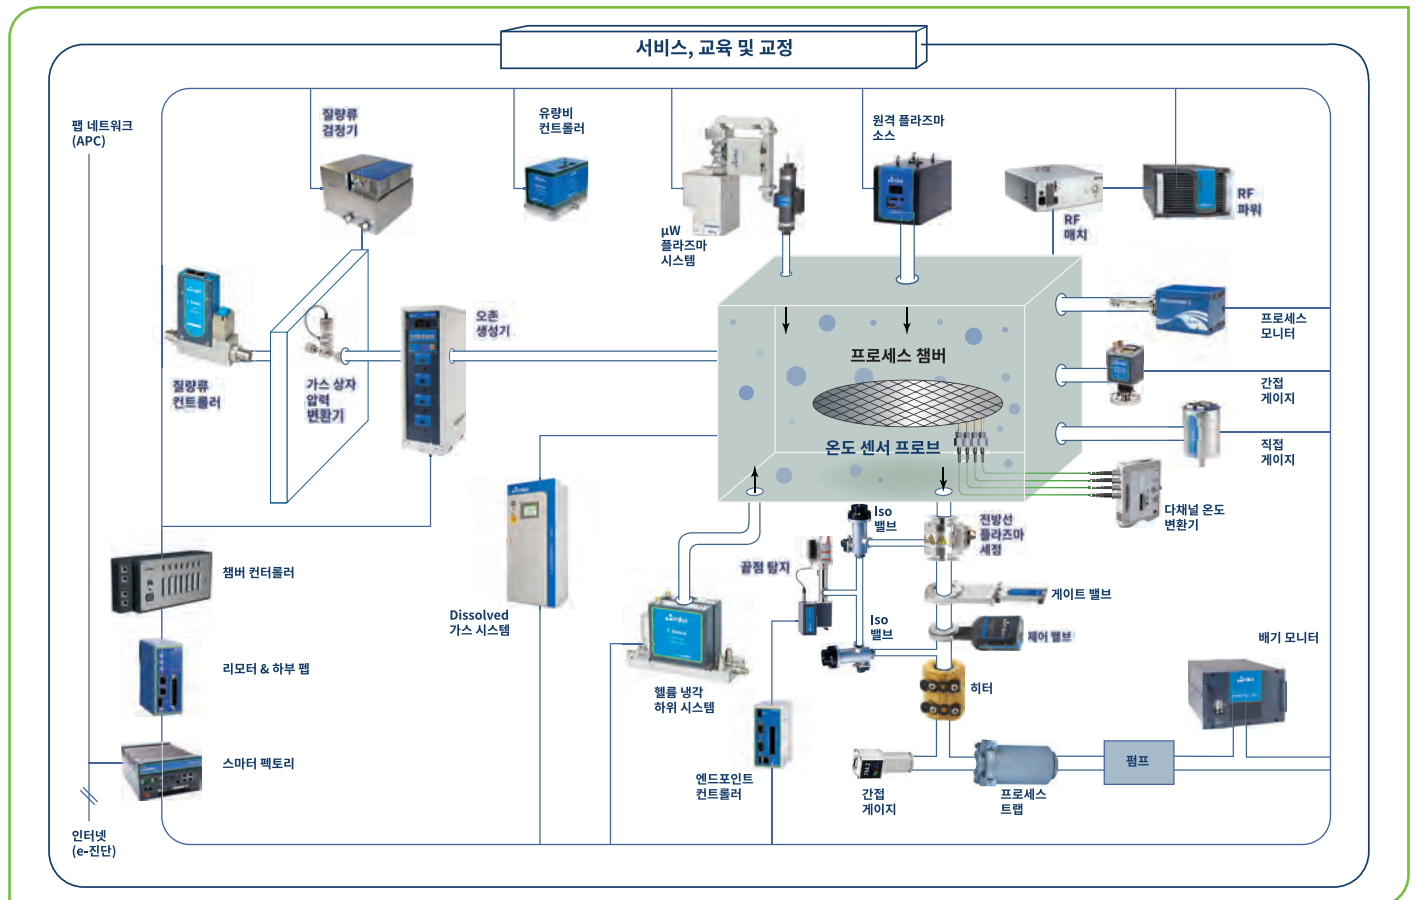 서비스, 교육 및 교정
팹 네트워크
(APC)
질량류
검정기
유량비
컨트롤러
µW
플라즈마
시스템
원격 플라즈마
소스
RF
매치
RF
파워
질량류
컨트롤러
가스 상자
압력
변환기
오존
생성기
프로세스 챔버
온도 센서 프로브
프로세스
모니터
간접
게이지
직접
게이지
다채널 온도
변환기
챔버 컨터롤러
리모터 & 하부 펩
스마터 펙토리
인터넷
(e-진단)
Dissolved
가스 시스템
헬륨 냉각
하위 시스템
끝점 탐지
Iso
밸브
Iso
밸브
전방선
플라즈마
세정
게이트 밸브
제어 밸브
히터
배기 모니터
엔드포인트
컨트롤러
간접
게이지
프로세스
트랩
펌프